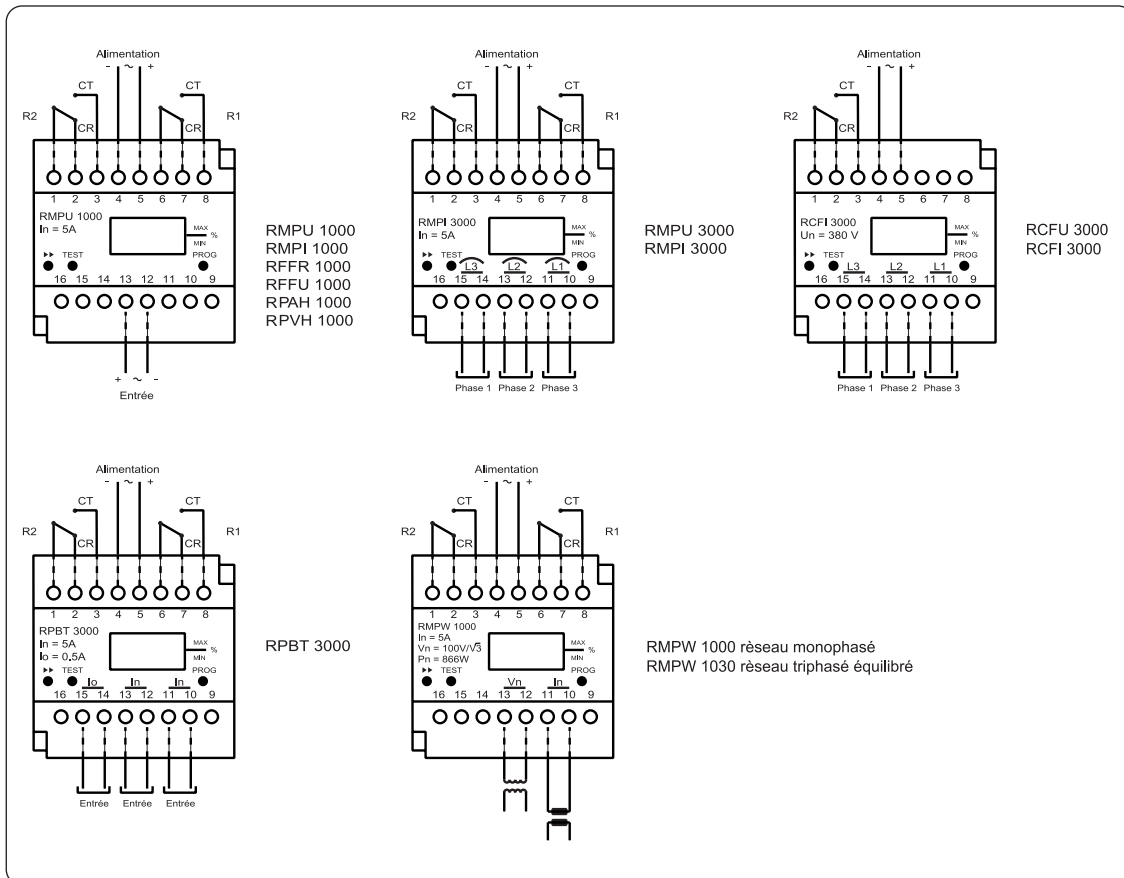 Alimentation
- ~ +
CT
CT
R2
R1
CR
CR
1 2 3 4 5 6 7 8
RMPU 1000
In = 5A
MAX
%
MIN
▸▸ TEST
PROG
16 15 14 13 12 11 10 9
+ ~ -
Entrée
RMPU 1000
RMPI 1000
RFFR 1000
RFFU 1000
RPAH 1000
RPVH 1000
Alimentation
- ~ +
CT
CT
R2
R1
CR
CR
1 2 3 4 5 6 7 8
RMPI 3000
In = 5A
MAX
%
MIN
▸▸ TEST
PROG
L3 L2 L1
16 15 14 13 12 11 10 9
Phase 1 Phase 2 Phase 3
RMPU 3000
RMPI 3000
Alimentation
- ~ +
CT
R2
CR
1 2 3 4 5 6 7 8
RCFI 3000
Un = 380 V
MAX
%
MIN
▸▸ TEST
PROG
L3 L2 L1
16 15 14 13 12 11 10 9
Phase 1 Phase 2 Phase 3
RCFU 3000
RCFI 3000
Alimentation
- ~ +
CT
CT
R2
R1
CR
CR
1 2 3 4 5 6 7 8
RPBT 3000
In = 5A
Io = 0,5A
MAX
%
MIN
▸▸ TEST
PROG
Io In In
16 15 14 13 12 11 10 9
Entrée Entrée Entrée
RPBT 3000
Alimentation
- ~ +
CT
CT
R2
R1
CR
CR
1 2 3 4 5 6 7 8
RMPW 1000
In = 5A
Vn = 100V/√3
Pn = 866W
MAX
%
MIN
▸▸ TEST
PROG
Vn In
16 15 14 13 12 11 10 9
RMPW 1000 rèseau monophasé
RMPW 1030 rèseau triphasé équilibré